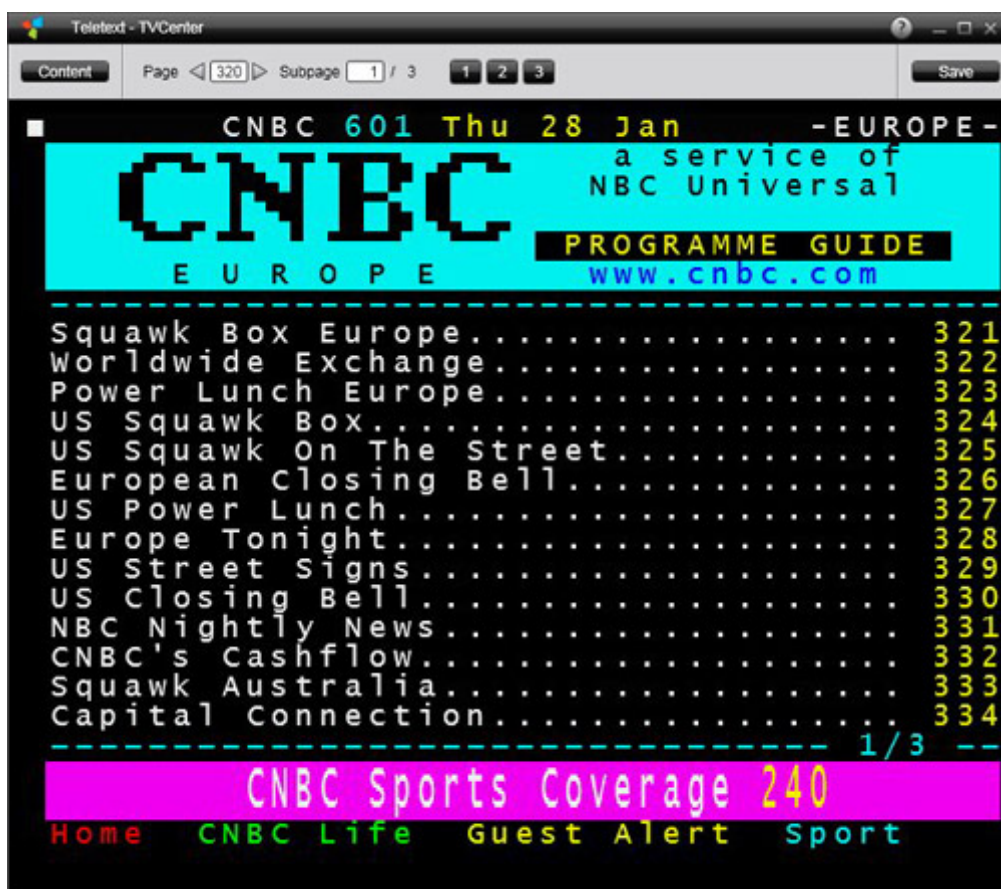 Teletext - TVCenter ?
Content Page 320 Subpage 1 / 3 1 2 3 Save
CNBC 601 Thu 28 Jan -EUROPE-
CNBC
EUROPE
a service of
NBC Universal
PROGRAMME GUIDE
www.cnbc.com
Squawk Box Europe.................. 321
Worldwide Exchange................. 322
Power Lunch Europe................. 323
US Squawk Box...................... 324
US Squawk On The Street............ 325
European Closing Bell.............. 326
US Power Lunch..................... 327
Europe Tonight..................... 328
US Street Signs.................... 329
US Closing Bell.................... 330
NBC Nightly News................... 331
CNBC's Cashflow.................... 332
Squawk Australia................... 333
Capital Connection................. 334
-------------------------------- 1/3 --
CNBC Sports Coverage 240
Home CNBC Life Guest Alert Sport